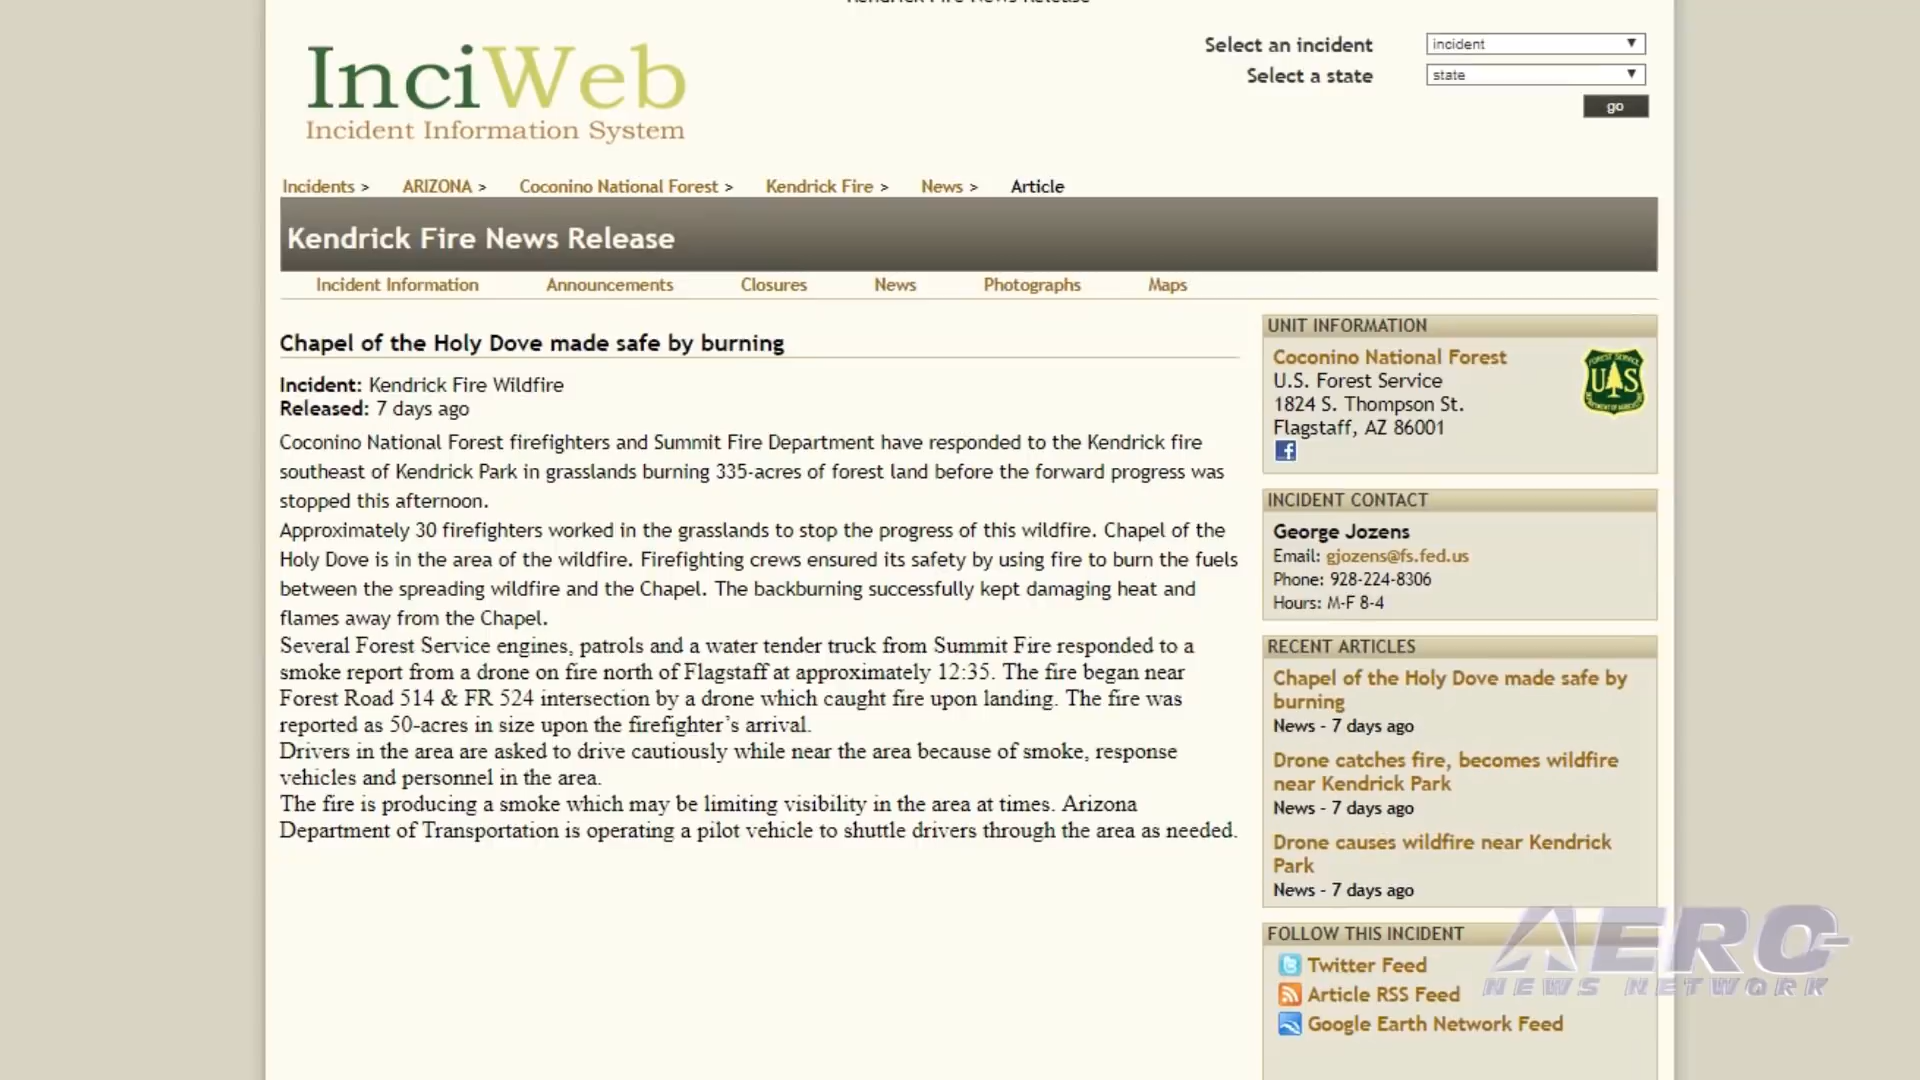 Kendrick Fire News Release
InciWeb
Incident Information System
Select an incident
incident
Select a state
state
go
Incidents > ARIZONA > Coconino National Forest > Kendrick Fire > News > Article
Kendrick Fire News Release
Incident Information Announcements Closures News Photographs Maps
Chapel of the Holy Dove made safe by burning
Incident: Kendrick Fire Wildfire
Released: 7 days ago
Coconino National Forest firefighters and Summit Fire Department have responded to the Kendrick fire
southeast of Kendrick Park in grasslands burning 335-acres of forest land before the forward progress was
stopped this afternoon.
Approximately 30 firefighters worked in the grasslands to stop the progress of this wildfire. Chapel of the
Holy Dove is in the area of the wildfire. Firefighting crews ensured its safety by using fire to burn the fuels
between the spreading wildfire and the Chapel. The backburning successfully kept damaging heat and
flames away from the Chapel.
Several Forest Service engines, patrols and a water tender truck from Summit Fire responded to a
smoke report from a drone on fire north of Flagstaff at approximately 12:35. The fire began near
Forest Road 514 & FR 524 intersection by a drone which caught fire upon landing. The fire was
reported as 50-acres in size upon the firefighter’s arrival.
Drivers in the area are asked to drive cautiously while near the area because of smoke, response
vehicles and personnel in the area.
The fire is producing a smoke which may be limiting visibility in the area at times. Arizona
Department of Transportation is operating a pilot vehicle to shuttle drivers through the area as needed.
UNIT INFORMATION
Coconino National Forest
U.S. Forest Service
1824 S. Thompson St.
Flagstaff, AZ 86001
FOREST SERVICE
U S
DEPARTMENT OF AGRICULTURE
INCIDENT CONTACT
George Jozens
Email: gjozens@fs.fed.us
Phone: 928-224-8306
Hours: M-F 8-4
RECENT ARTICLES
Chapel of the Holy Dove made safe by
burning
News - 7 days ago
Drone catches fire, becomes wildfire
near Kendrick Park
News - 7 days ago
Drone causes wildfire near Kendrick
Park
News - 7 days ago
FOLLOW THIS INCIDENT
Twitter Feed
Article RSS Feed
Google Earth Network Feed
AERO-
NEWS NETWORK